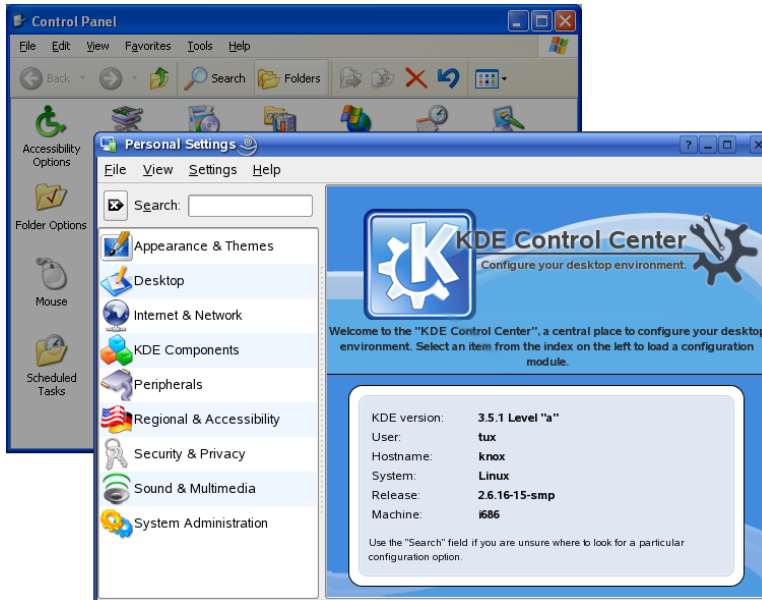 Control Panel
File Edit View Favorites Tools Help
Back Search Folders
Accessibility
Options
Folder Options
Mouse
Scheduled
Tasks
Personal Settings
File View Settings Help
Search:
Appearance & Themes
Desktop
Internet & Network
KDE Components
Peripherals
Regional & Accessibility
Security & Privacy
Sound & Multimedia
System Administration
KDE Control Center
Configure your desktop environment.
Welcome to the "KDE Control Center", a central place to configure your desktop
environment. Select an item from the index on the left to load a configuration
module.
KDE version: 3.5.1 Level "a"
User: tux
Hostname: knox
System: Linux
Release: 2.6.16-15-smp
Machine: i686
Use the "Search" field if you are unsure where to look for a particular
configuration option.